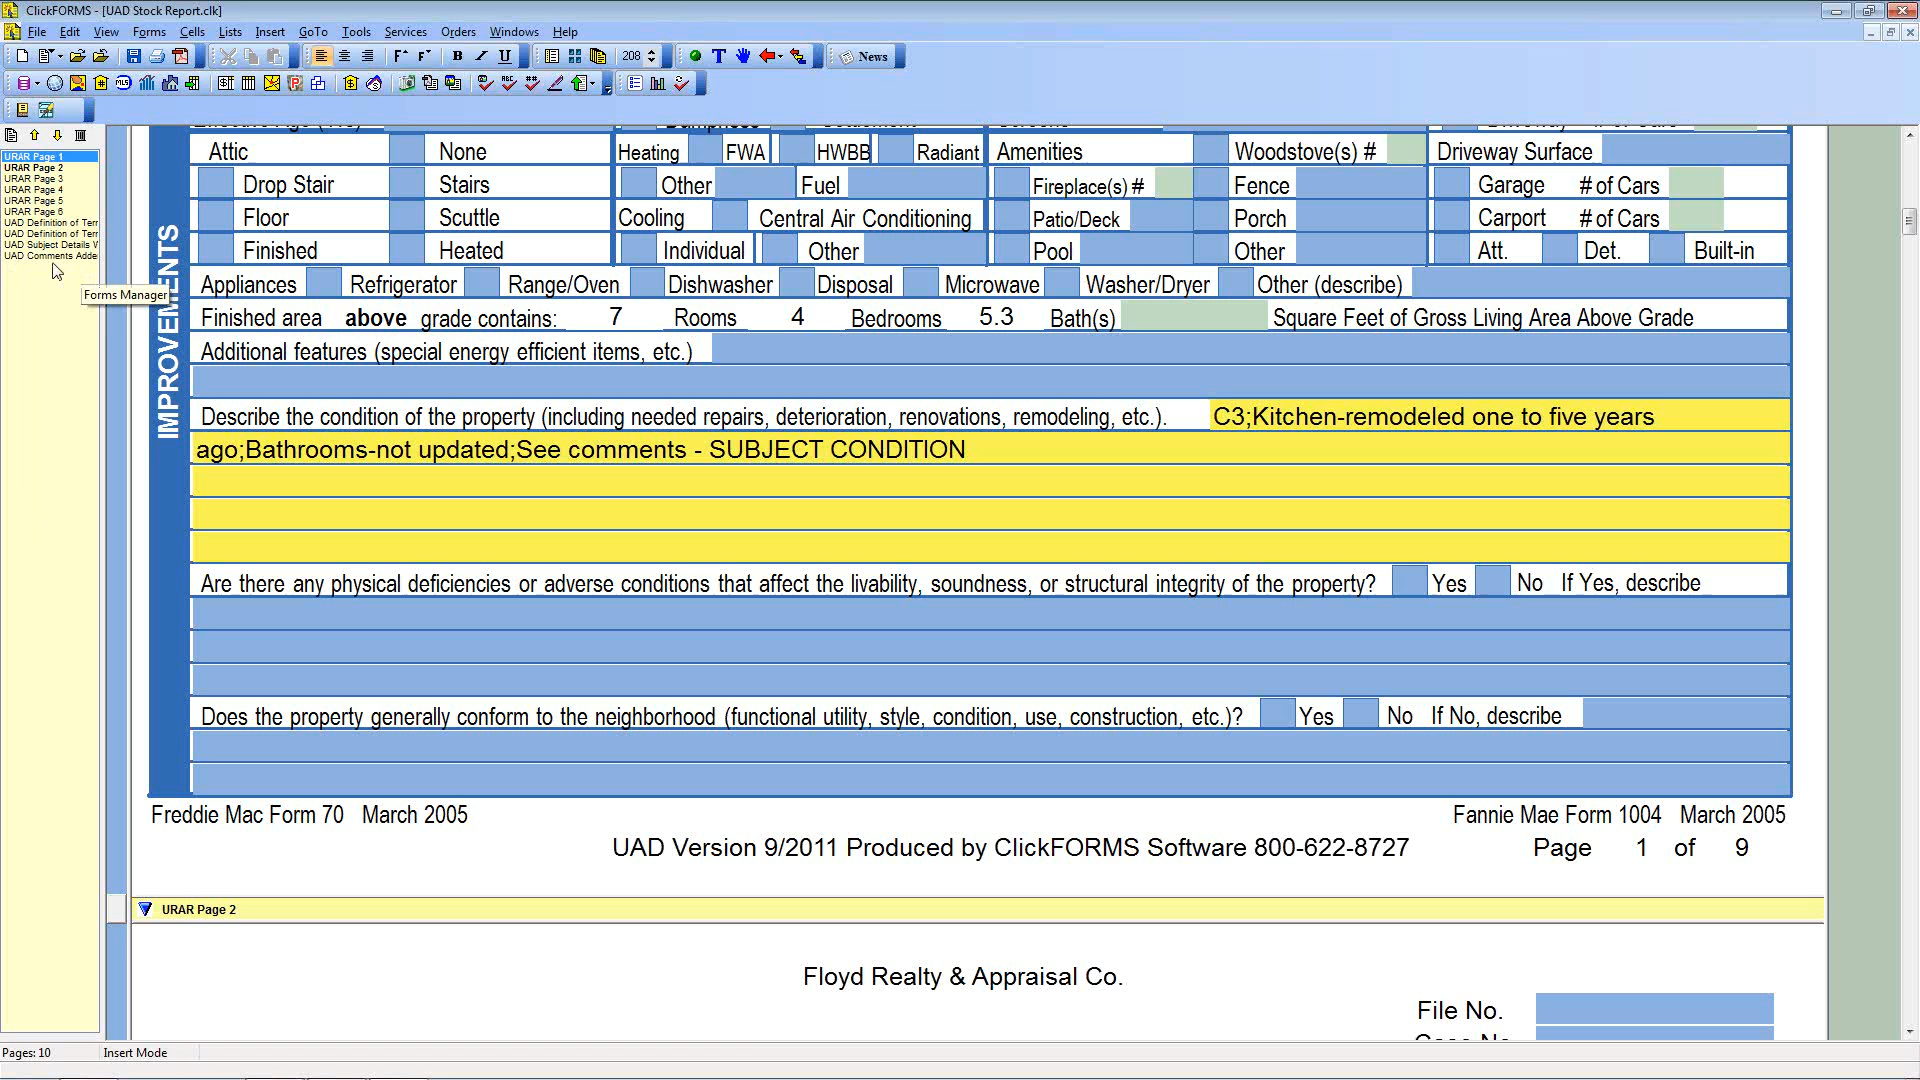 ClickFORMS - [UAD Stock Report.clk]
File Edit View Forms Cells Lists Insert GoTo Tools Services Orders Windows Help
B I U 208 T News
URAR Page 1
URAR Page 2
URAR Page 3
URAR Page 4
URAR Page 5
URAR Page 6
UAD Definition of Terr
UAD Definition of Terr
UAD Subject Details V
UAD Comments Adde
Forms Manager
IMPROVEMENTS
Attic None Heating FWA HWBB Radiant Amenities Woodstove(s) # Driveway Surface
Drop Stair Stairs Other Fuel Fireplace(s) # Fence Garage # of Cars
Floor Scuttle Cooling Central Air Conditioning Patio/Deck Porch Carport # of Cars
Finished Heated Individual Other Pool Other Att. Det. Built-in
Appliances Refrigerator Range/Oven Dishwasher Disposal Microwave Washer/Dryer Other (describe)
Finished area above grade contains: 7 Rooms 4 Bedrooms 5.3 Bath(s) Square Feet of Gross Living Area Above Grade
Additional features (special energy efficient items, etc.)
Describe the condition of the property (including needed repairs, deterioration, renovations, remodeling, etc.). C3;Kitchen-remodeled one to five years
ago;Bathrooms-not updated;See comments - SUBJECT CONDITION
Are there any physical deficiencies or adverse conditions that affect the livability, soundness, or structural integrity of the property? Yes No If Yes, describe
Does the property generally conform to the neighborhood (functional utility, style, condition, use, construction, etc.)? Yes No If No, describe
Freddie Mac Form 70 March 2005 Fannie Mae Form 1004 March 2005
UAD Version 9/2011 Produced by ClickFORMS Software 800-622-8727 Page 1 of 9
URAR Page 2
Floyd Realty & Appraisal Co.
File No.
Pages: 10 Insert Mode